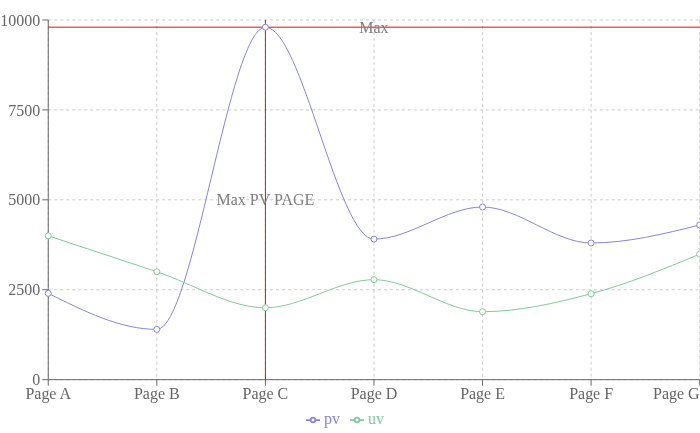 10000
Max
7500
Max PV PAGE
5000
2500
0
Page A Page B Page C Page D Page E Page F Page G
pv uv